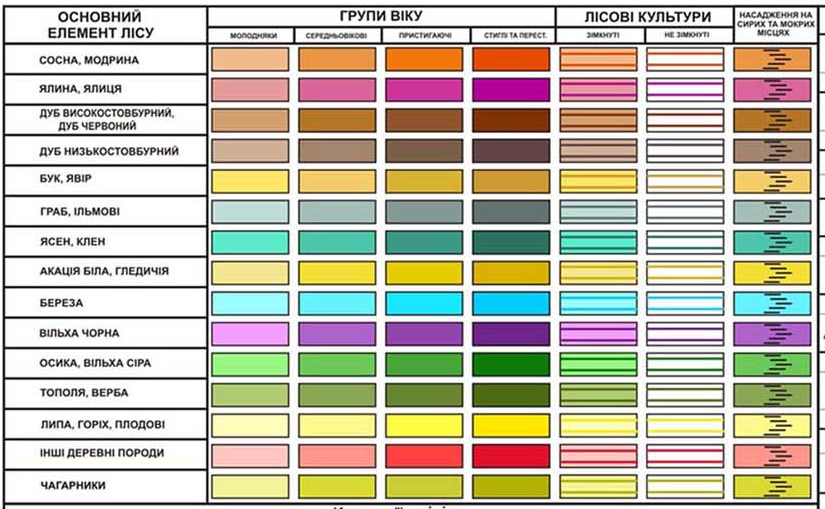 ОСНОВНИЙ
ЕЛЕМЕНТ ЛІСУ
ГРУПИ ВІКУ
МОЛОДНЯКИ
СЕРЕДНЬОВІКОВІ
ПРИСТИГАЮЧІ
СТИГЛІ ТА ПЕРЕСТ.
ЛІСОВІ КУЛЬТУРИ
ЗІМКНУТІ
НЕ ЗІМКНУТІ
НАСАДЖЕННЯ НА
СИРИХ ТА МОКРИХ
МІСЦЯХ
СОСНА, МОДРИНА
ЯЛИНА, ЯЛИЦЯ
ДУБ ВИСОКОСТОВБУРНИЙ,
ДУБ ЧЕРВОНИЙ
ДУБ НИЗЬКОСТОВБУРНИЙ
БУК, ЯВІР
ГРАБ, ІЛЬМОВІ
ЯСЕН, КЛЕН
АКАЦІЯ БІЛА, ГЛЕДИЧІЯ
БЕРЕЗА
ВІЛЬХА ЧОРНА
ОСИКА, ВІЛЬХА СІРА
ТОПОЛЯ, ВЕРБА
ЛИПА, ГОРІХ, ПЛОДОВІ
ІНШІ ДЕРЕВНІ ПОРОДИ
ЧАГАРНИКИ